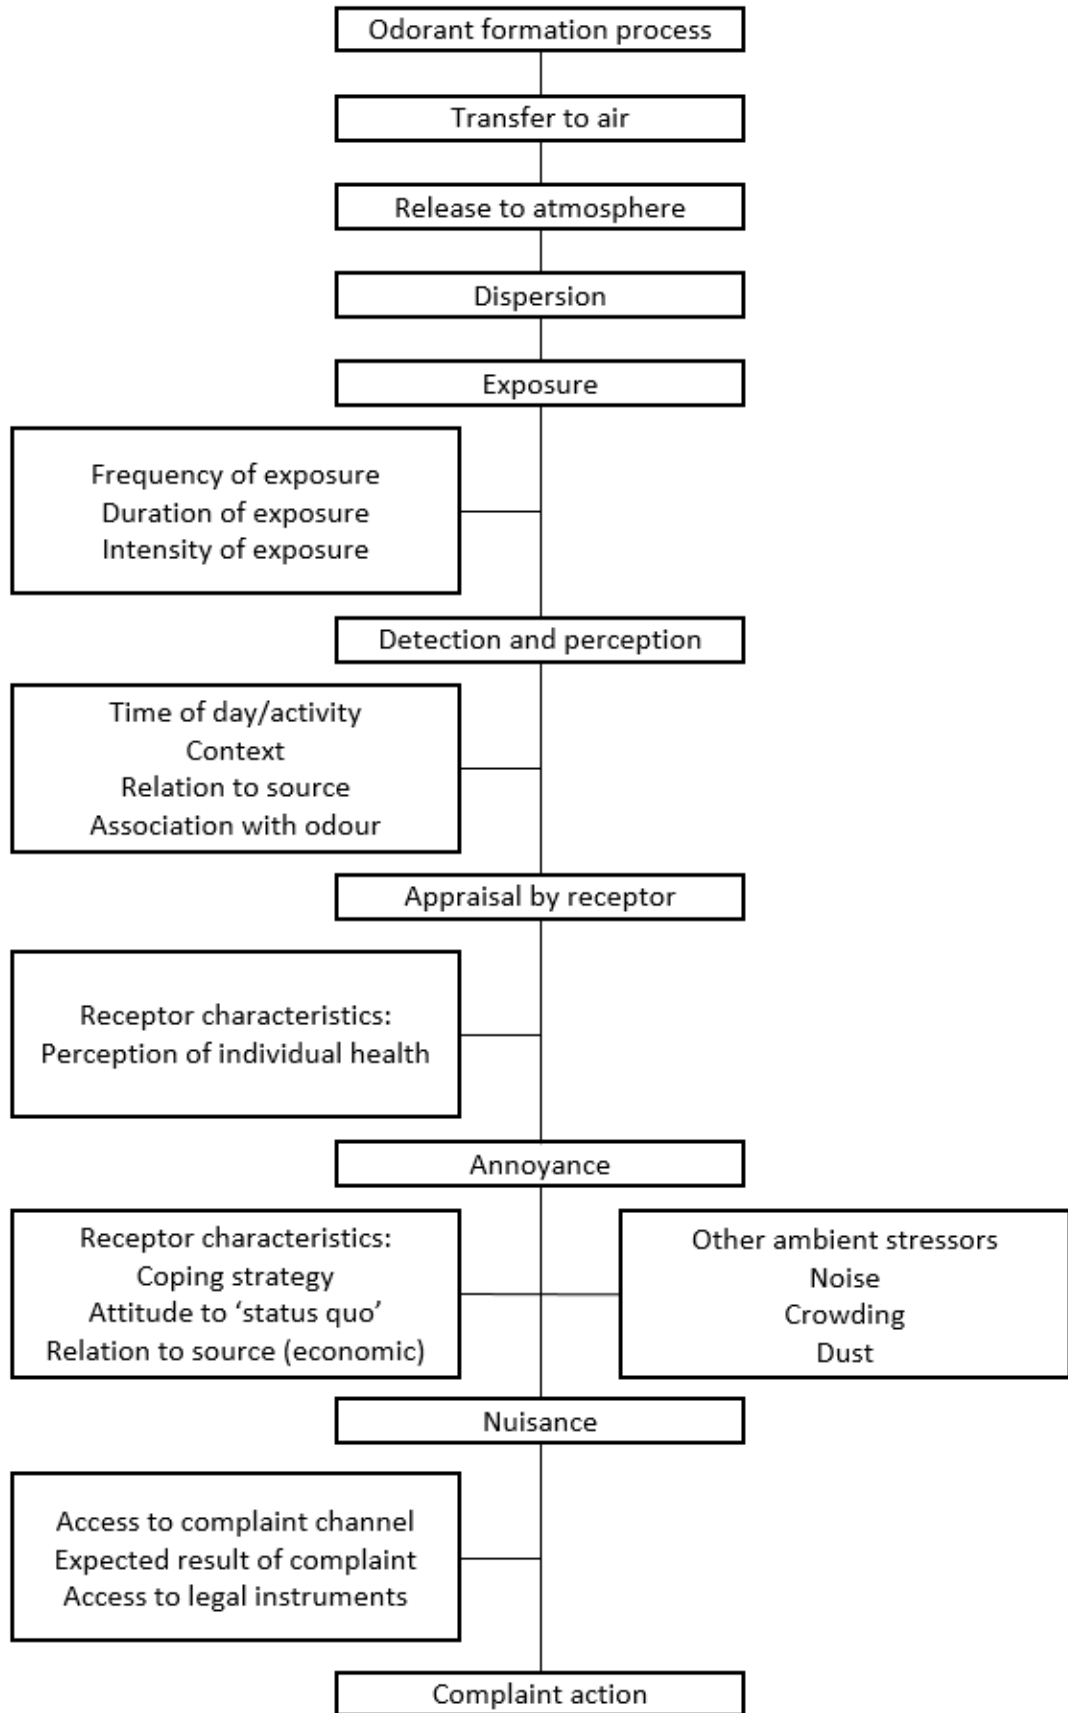 Odorant formation process
Transfer to air
Release to atmosphere
Dispersion
Exposure
Frequency of exposure
Duration of exposure
Intensity of exposure
Detection and perception
Time of day/activity
Context
Relation to source
Association with odour
Appraisal by receptor
Receptor characteristics:
Perception of individual health
Annoyance
Receptor characteristics:
Coping strategy
Attitude to ‘status quo’
Relation to source (economic)
Other ambient stressors
Noise
Crowding
Dust
Nuisance
Access to complaint channel
Expected result of complaint
Access to legal instruments
Complaint action